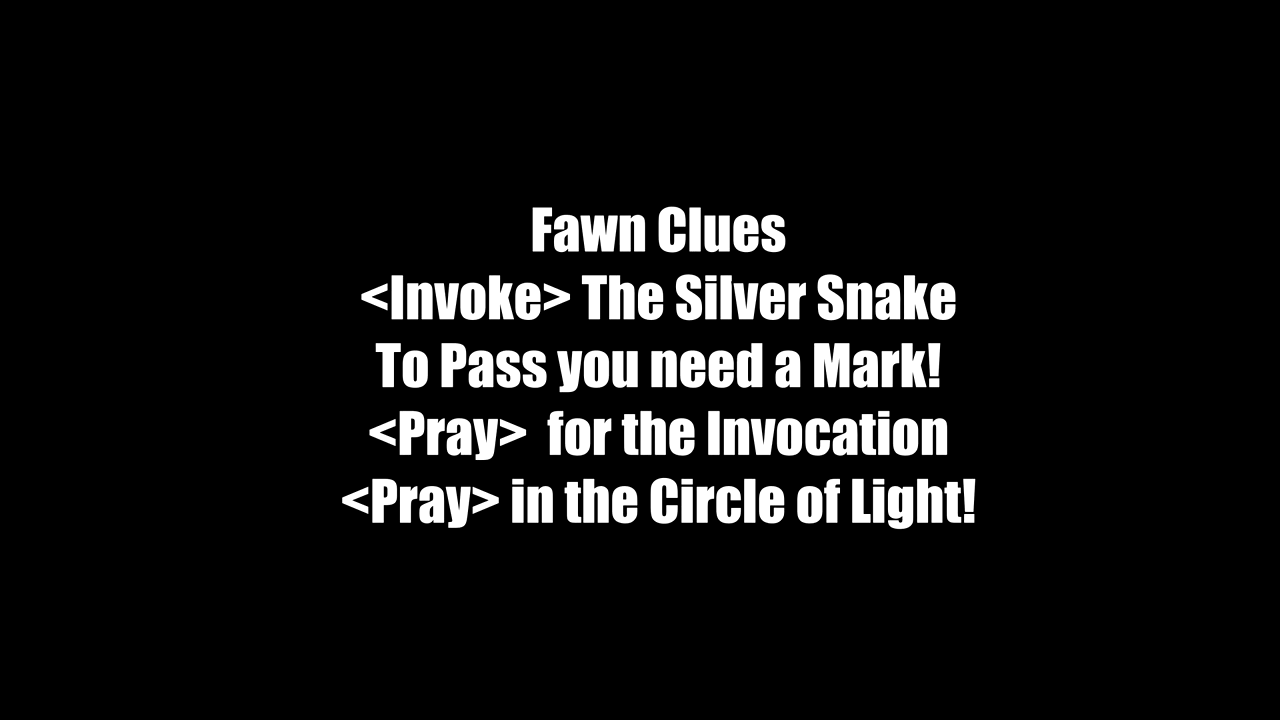 Fawn Clues
<Invoke> The Silver Snake
To Pass you need a Mark!
<Pray>  for the Invocation
<Pray> in the Circle of Light!